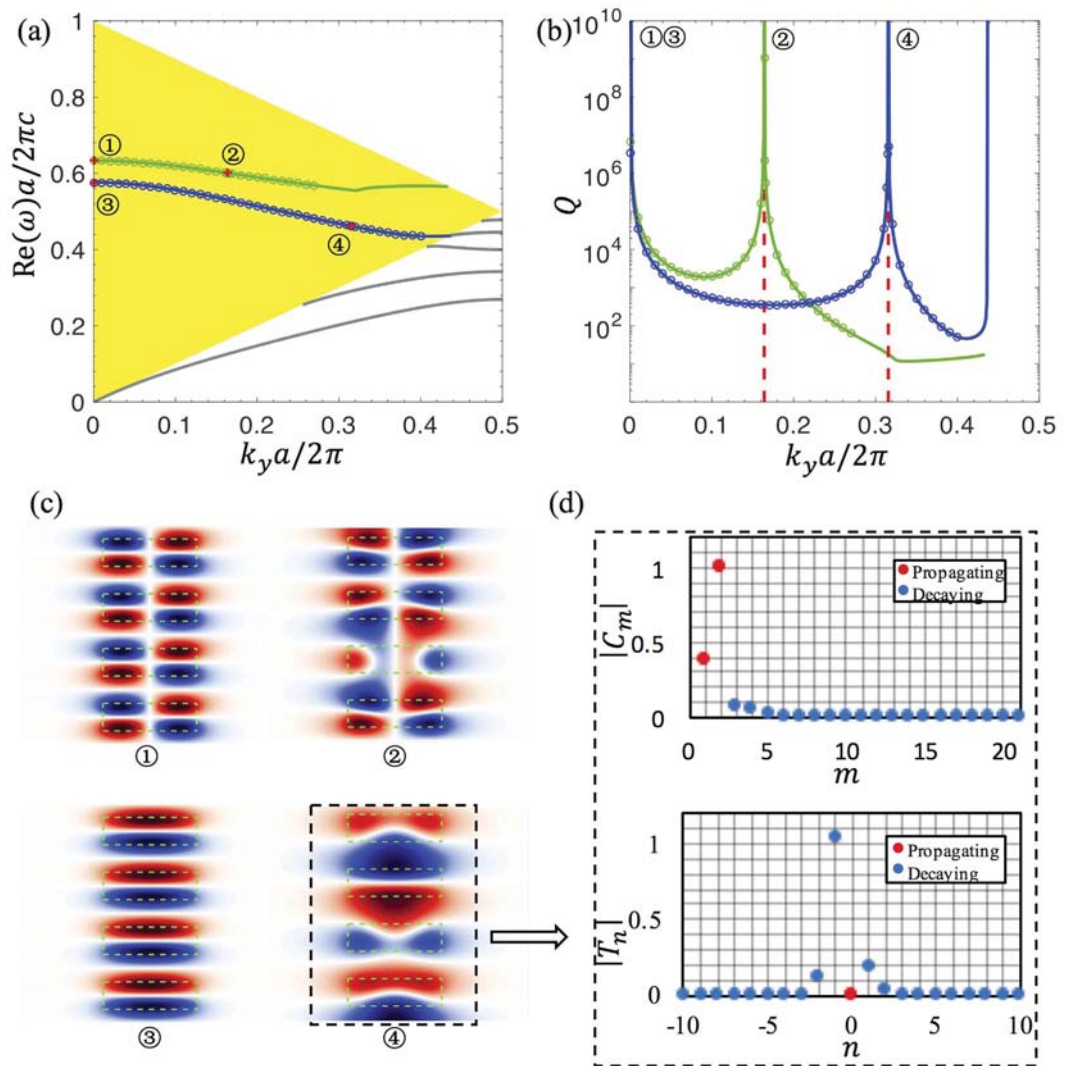 (a)
Re(ω)a/2πc
1
0.8
0.6
0.4
0.2
0
①
②
③
④
0 0.1 0.2 0.3 0.4 0.5
k_y a/2π
(b)
Q
10^10
10^8
10^6
10^4
10^2
①③
②
④
0 0.1 0.2 0.3 0.4 0.5
k_y a/2π
(c)
①
②
③
④
(d)
|C_m|
1
0.5
0
Propagating
Decaying
0 5 10 15 20
m
|T_n|
1
0.5
0
Propagating
Decaying
-10 -5 0 5 10
n